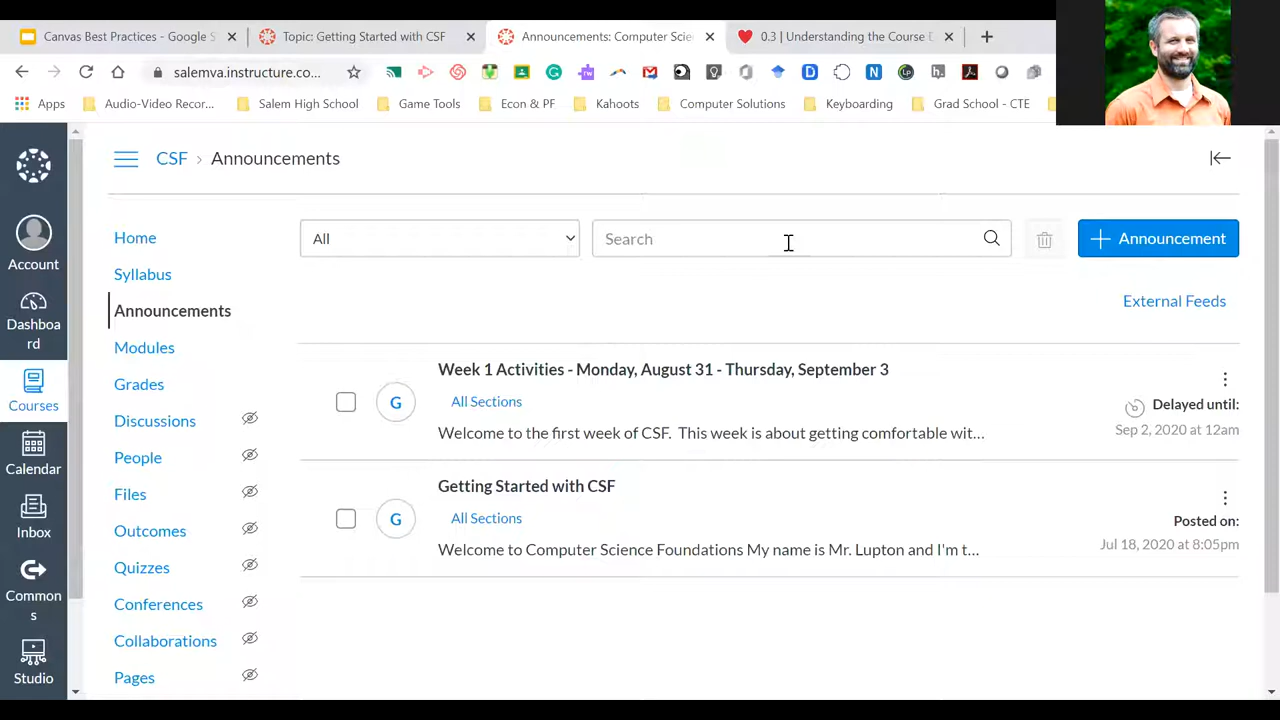 Canvas Best Practices - Google S
Topic: Getting Started with CSF
Announcements: Computer Scie
0.3 | Understanding the Course D
salemva.instructure.co...
Apps
Audio-Video Recor...
Salem High School
Game Tools
Econ & PF
Kahoots
Computer Solutions
Keyboarding
Grad School - CTE
CSF › Announcements
Account
Dashboa
rd
Courses
Calendar
Inbox
Common
s
Studio
Home
Syllabus
Announcements
Modules
Grades
Discussions
People
Files
Outcomes
Quizzes
Conferences
Collaborations
Pages
All
Search
Announcement
External Feeds
Week 1 Activities - Monday, August 31 - Thursday, September 3
G
All Sections
Welcome to the first week of CSF.  This week is about getting comfortable wit...
Delayed until:
Sep 2, 2020 at 12am
Getting Started with CSF
G
All Sections
Welcome to Computer Science Foundations My name is Mr. Lupton and I'm t...
Posted on:
Jul 18, 2020 at 8:05pm